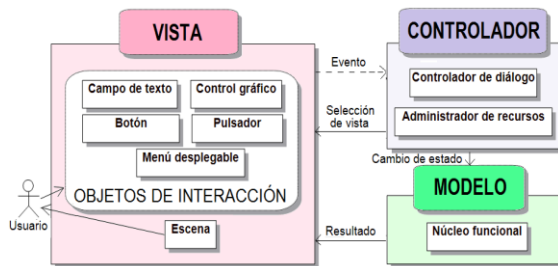 VISTA
CONTROLADOR
Evento
Campo de texto
Control gráfico
Controlador de diálogo
Botón
Pulsador
Selección
de vista
Administrador de recursos
Menú desplegable
Cambio de estado
OBJETOS DE INTERACCIÓN
MODELO
Usuario
Escena
Resultado
Núcleo funcional